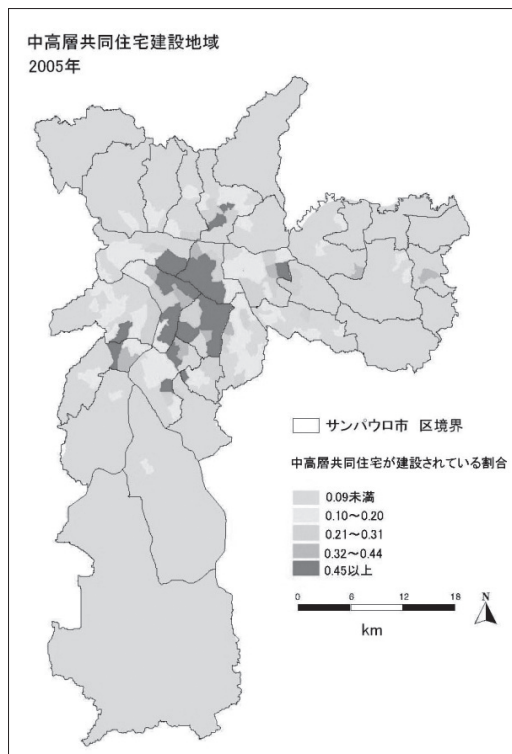 中高層共同住宅建設地域
2005年
サンパウロ市 区境界
中高層共同住宅が建設されている割合
0.09未満
0.10～0.20
0.21～0.31
0.32～0.44
0.45以上
0 6 12 18
km
N